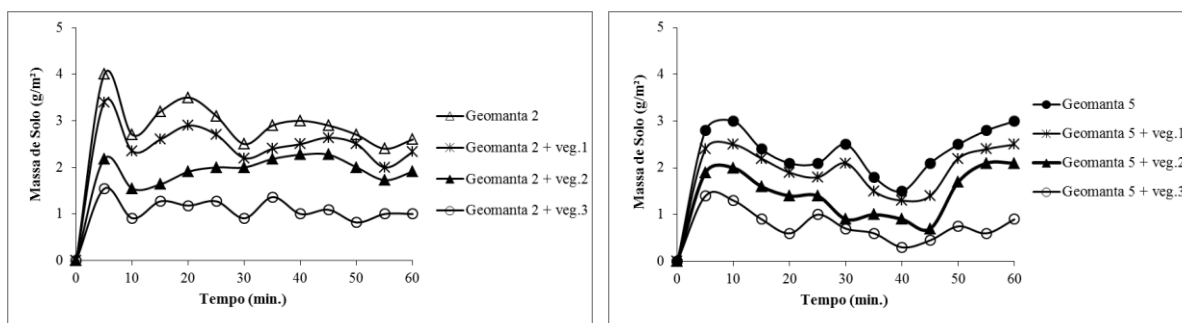 Massa de Solo (g/m²)
5
4
3
2
1
0
0 10 20 30 40 50 60
Tempo (min.)
Geomanta 2
Geomanta 2 + veg.1
Geomanta 2 + veg.2
Geomanta 2 + veg.3
Massa de Solo (g/m²)
5
4
3
2
1
0
0 10 20 30 40 50 60
Tempo (min.)
Geomanta 5
Geomanta 5 + veg.1
Geomanta 5 + veg.2
Geomanta 5 + veg.3